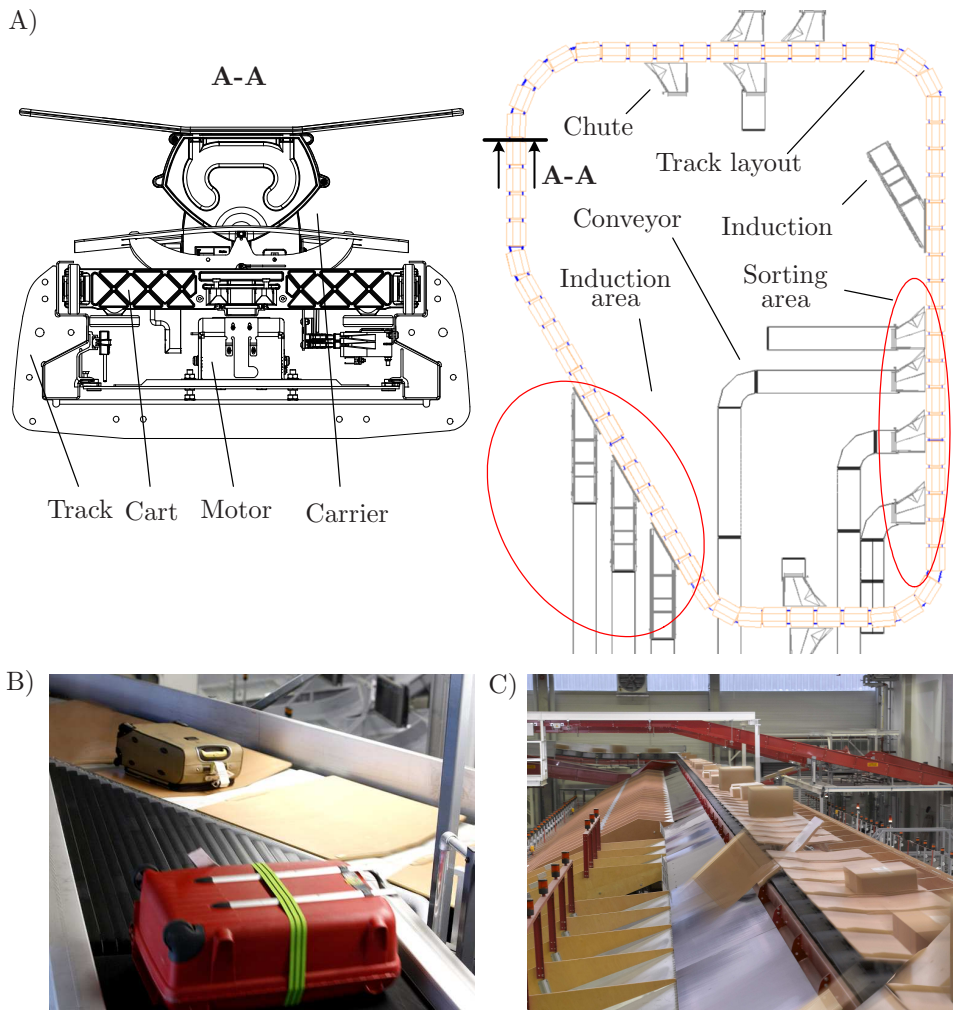 A)
A-A
Chute
Track layout
A-A
Conveyor
Induction
Induction
area
Sorting
area
Track
Cart
Motor
Carrier
B)
C)